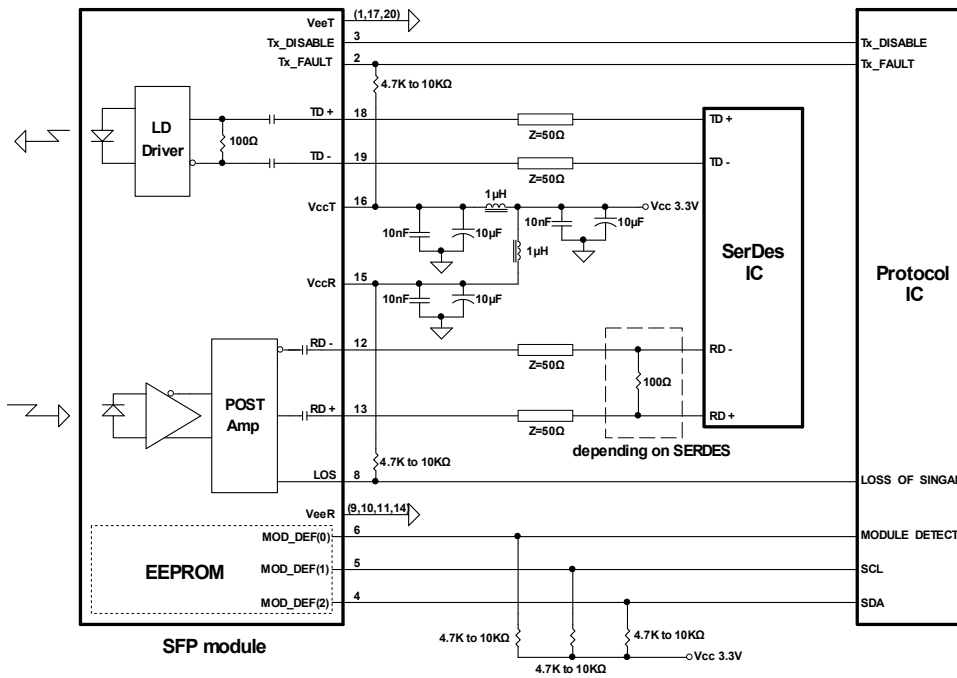 VeeT (1,17,20)
Tx_DISABLE 3 Tx_DISABLE
Tx_FAULT 2 Tx_FAULT
4.7K to 10KΩ
LD Driver
100Ω
TD + 18 Z=50Ω TD +
TD - 19 Z=50Ω TD -
VccT 16 1µH Vcc 3.3V
10nF 10µF 10nF 10µF
1µH
VccR 15
10nF 10µF
SerDes IC
Protocol IC
RD - 12 Z=50Ω RD -
100Ω
POST Amp
RD + 13 Z=50Ω RD +
depending on SERDES
4.7K to 10KΩ
LOS 8 LOSS OF SINGAL
VeeR (9,10,11,14)
MOD_DEF(0) 6 MODULE DETECT
EEPROM
MOD_DEF(1) 5 SCL
MOD_DEF(2) 4 SDA
4.7K to 10KΩ 4.7K to 10KΩ
SFP module
Vcc 3.3V
4.7K to 10KΩ